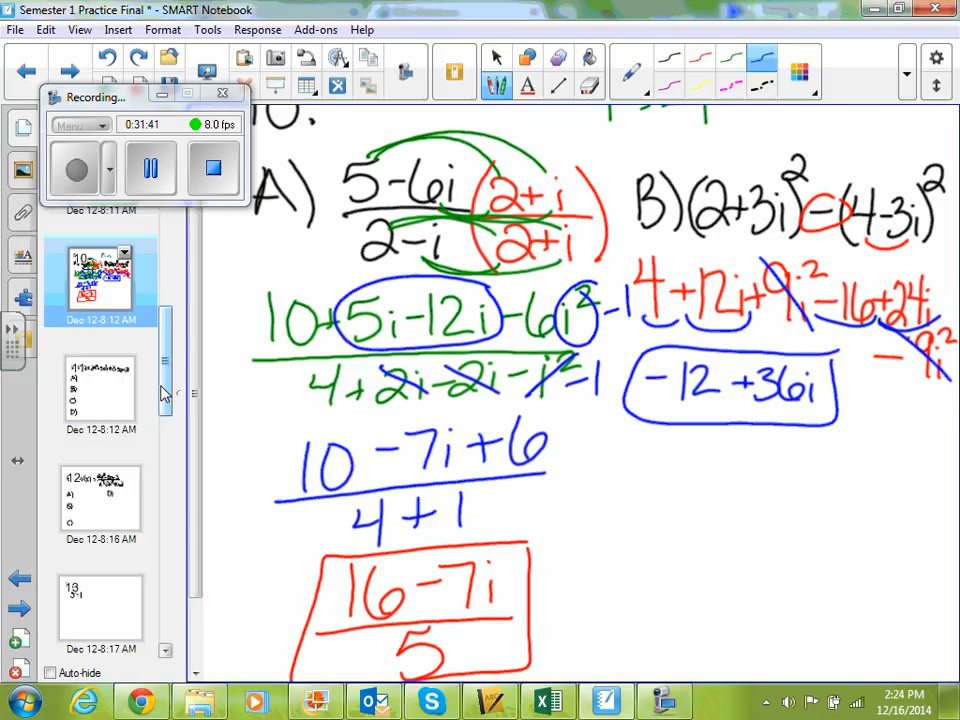 Semester 1 Practice Final * - SMART Notebook
File Edit View Insert Format Tools Response Add-ons Help
Recording...
Menu 0:31:41 8.0 fps
10.
A) 5-6i (2+i)
2-i (2+i)
B) (2+3i)² - (4-3i)²
10+5i-12i-6i² -1
4+2i-2i-i² -1
4+12i+9i²-16+24i
-9i²
-12+36i
10-7i+6
4+1
16-7i
5
Dec 12-8:11 AM
10
Dec 12-8:12 AM
Dec 12-8:12 AM
Dec 12-8:16 AM
13
Dec 12-8:17 AM
Auto-hide
2:24 PM
12/16/2014